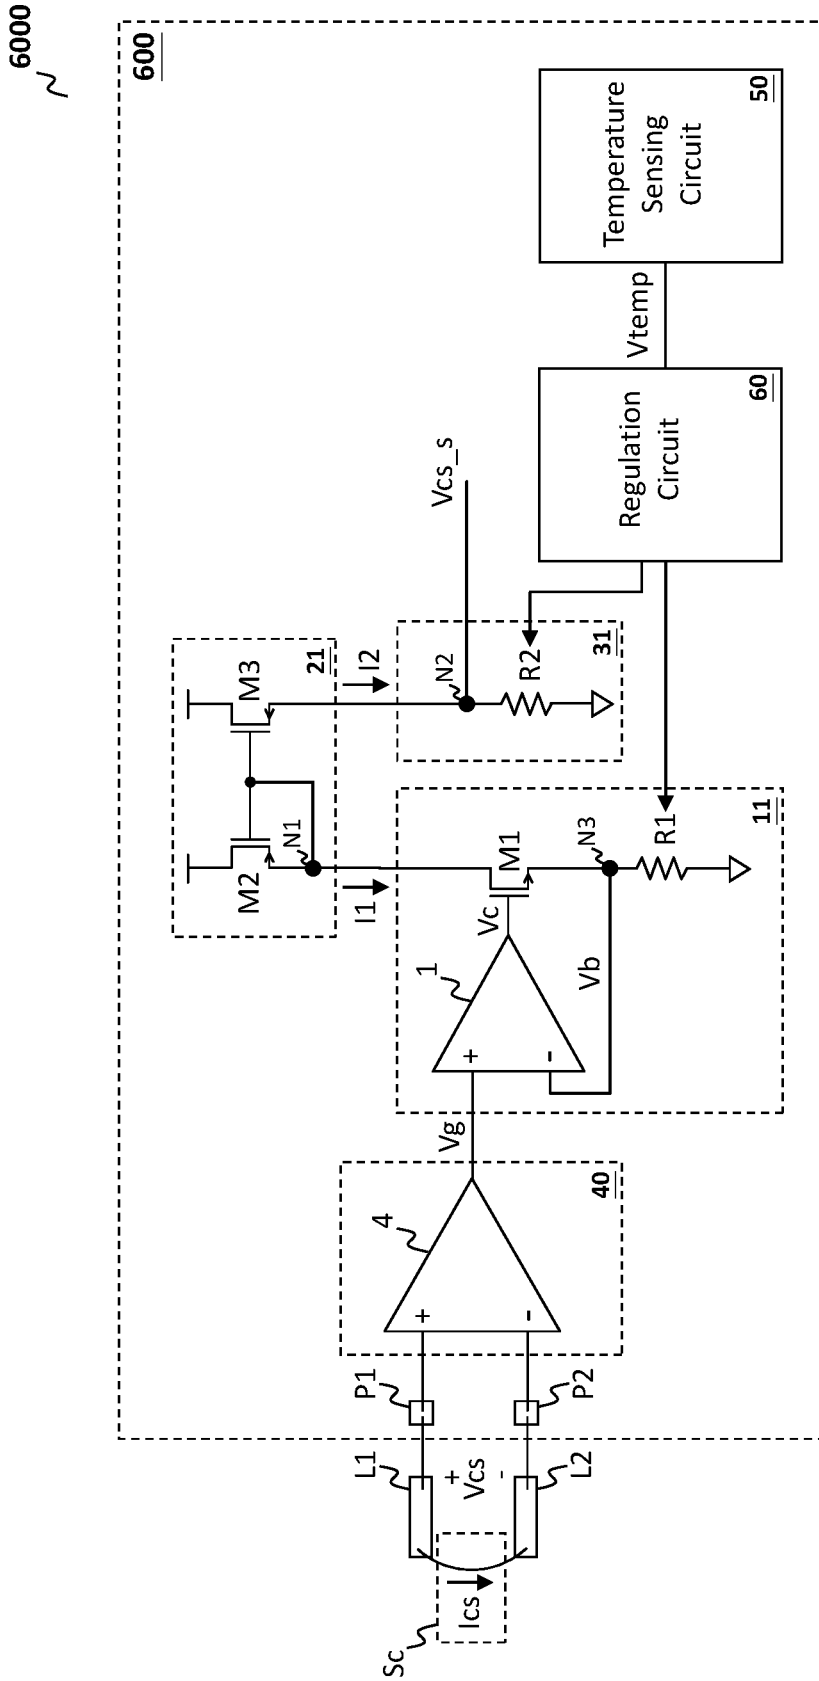 6000
600
Sc
Ics
L1
+
Vcs
-
L2
P1
P2
4
+
-
40
Vg
1
+
-
Vc
Vb
M1
N3
R1
11
I1
M2
N1
M3
21
I2
N2
R2
31
Vcs_s
Regulation
Circuit
60
Vtemp
Temperature
Sensing
Circuit
50